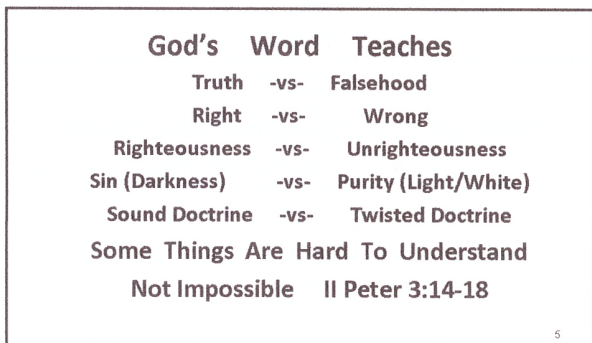 God's Word Teaches
Truth -vs- Falsehood
Right -vs- Wrong
Righteousness -vs- Unrighteousness
Sin (Darkness) -vs- Purity (Light/White)
Sound Doctrine -vs- Twisted Doctrine
Some Things Are Hard To Understand
Not Impossible II Peter 3:14-18
5